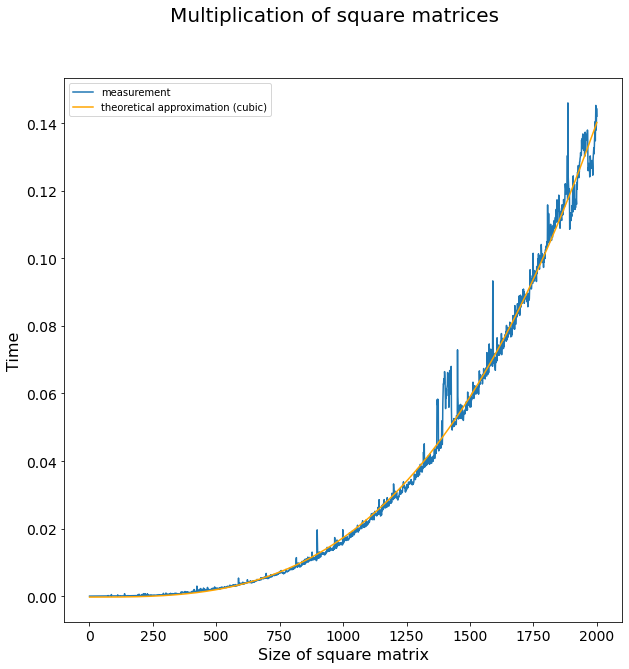 Multiplication of square matrices
measurement
theoretical approximation (cubic)
0.14
0.12
0.10
0.08
0.06
0.04
0.02
0.00
Time
0 250 500 750 1000 1250 1500 1750 2000
Size of square matrix